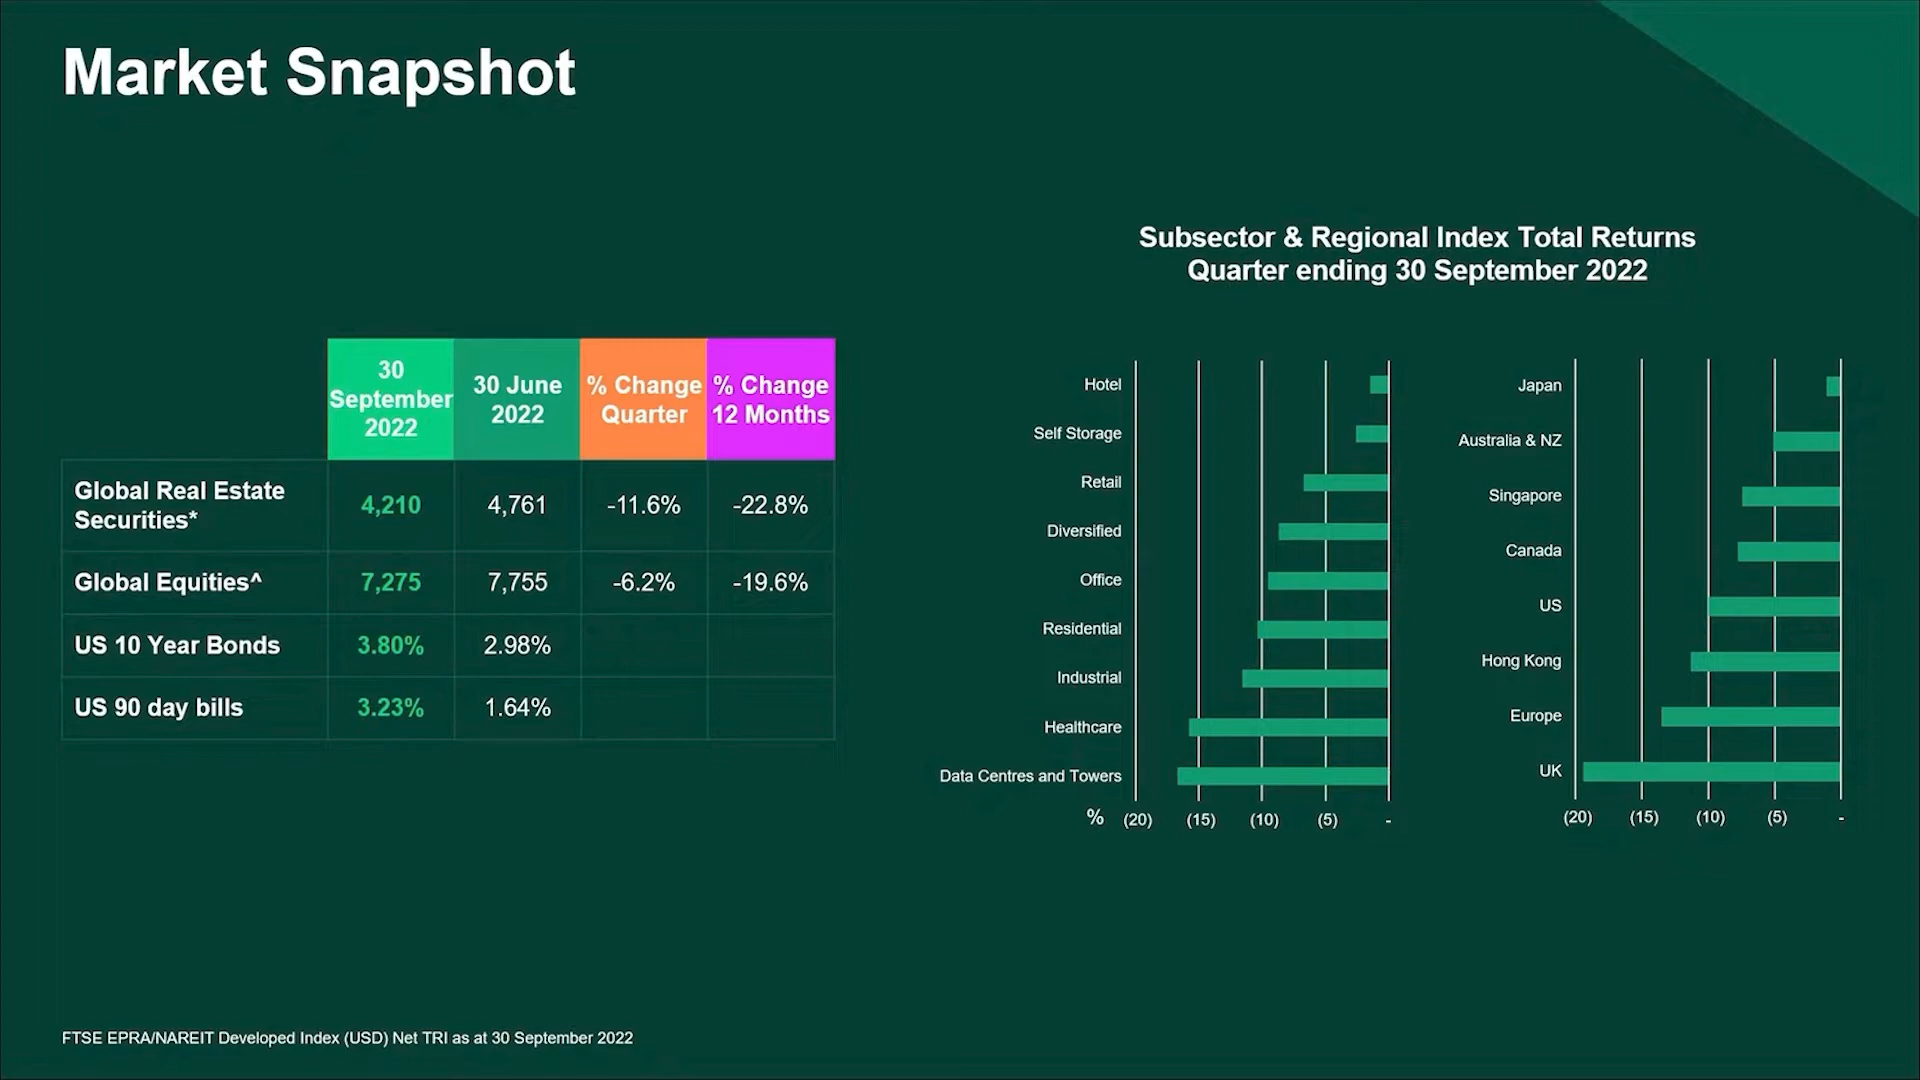 Market Snapshot
30
September
2022
30 June
2022
% Change
Quarter
% Change
12 Months
Global Real Estate
Securities*
4,210
4,761
-11.6%
-22.8%
Global Equities^
7,275
7,755
-6.2%
-19.6%
US 10 Year Bonds
3.80%
2.98%
US 90 day bills
3.23%
1.64%
Subsector & Regional Index Total Returns
Quarter ending 30 September 2022
Hotel
Self Storage
Retail
Diversified
Office
Residential
Industrial
Healthcare
Data Centres and Towers
% (20) (15) (10) (5) -
Japan
Australia & NZ
Singapore
Canada
US
Hong Kong
Europe
UK
(20) (15) (10) (5) -
FTSE EPRA/NAREIT Developed Index (USD) Net TRI as at 30 September 2022